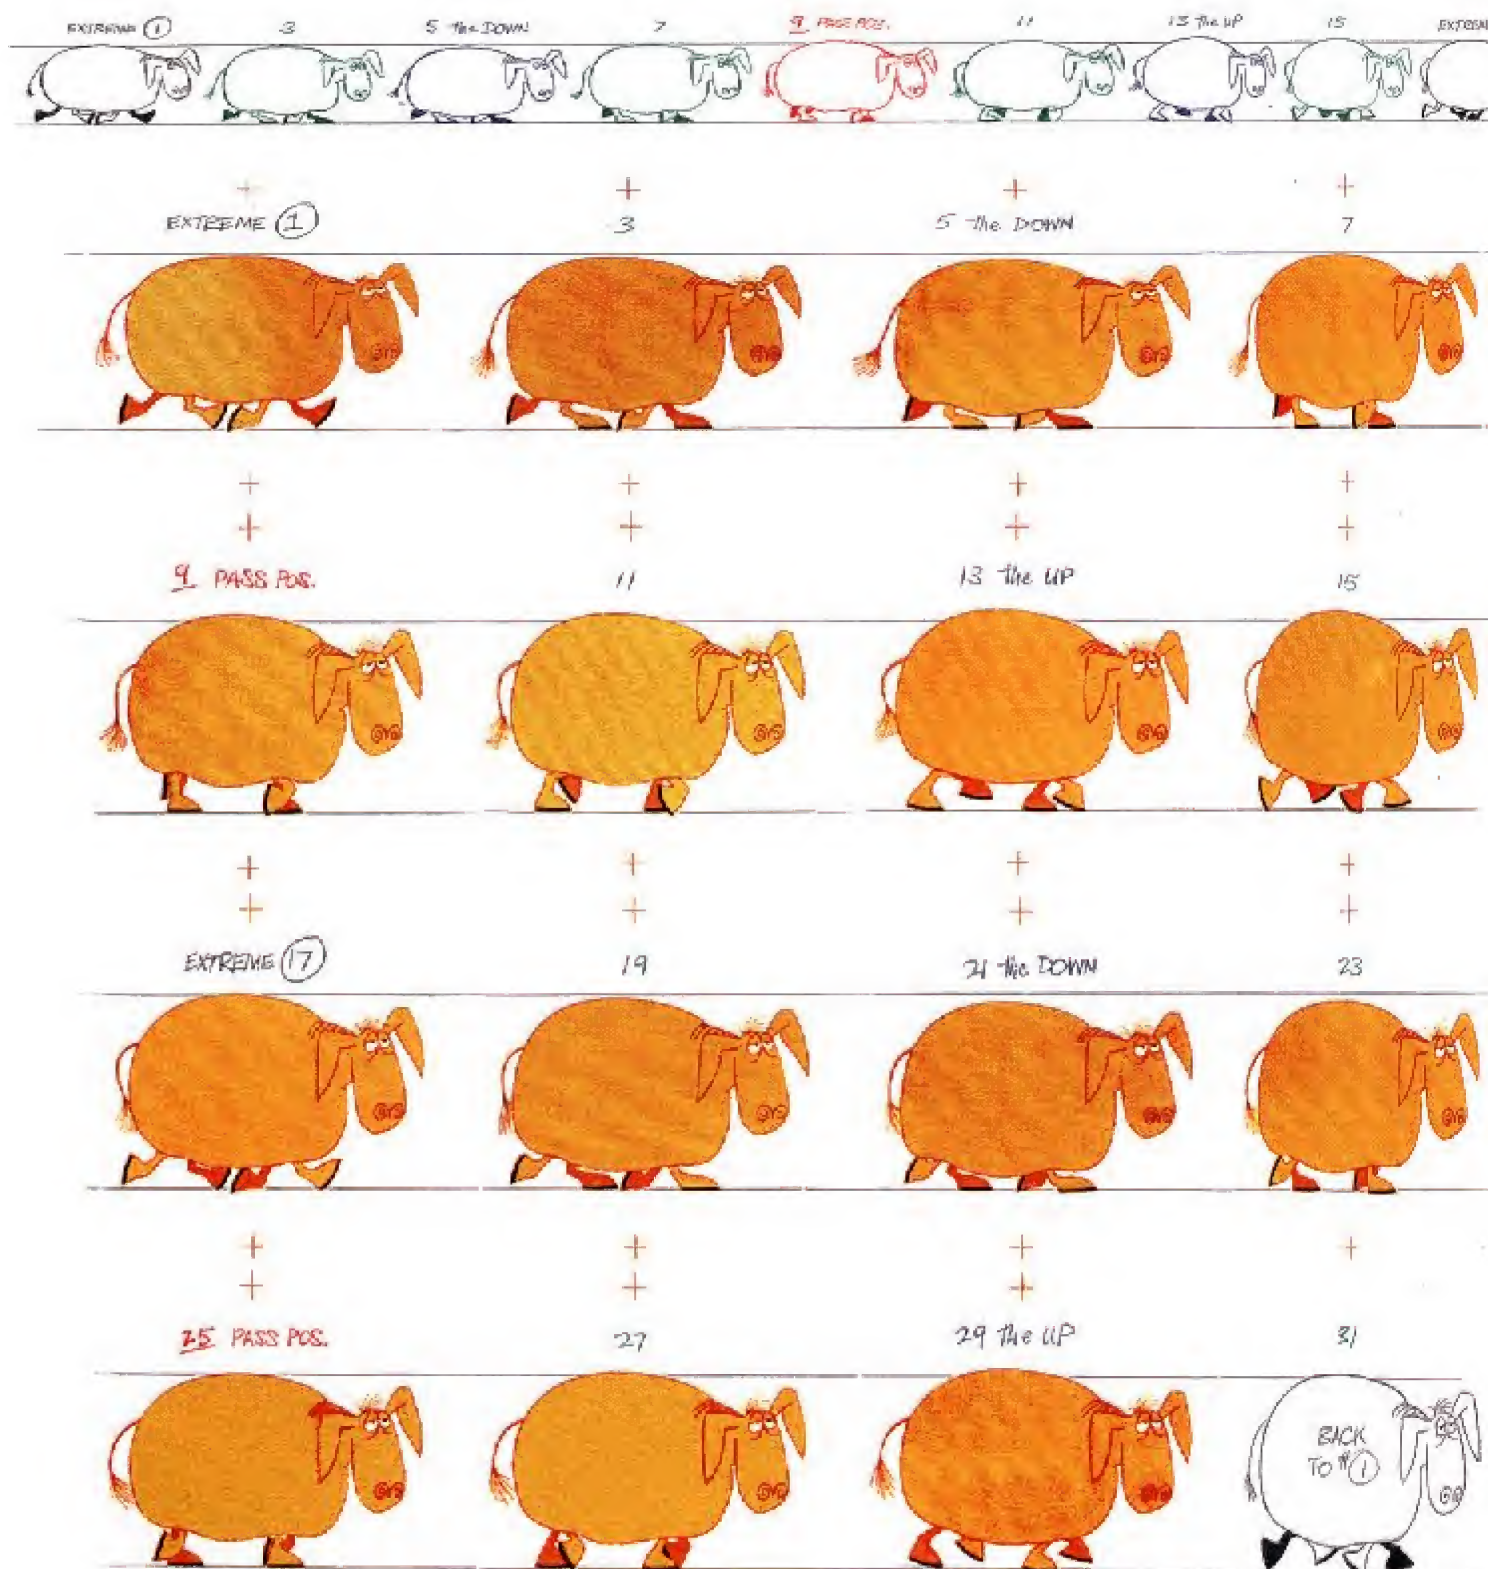 EXTREME 1
3
5 the DOWN
7
9 PASS POS.
11
13 the UP
15
EXTREM
EXTREME 1
3
5 the DOWN
7
9 PASS POS.
11
13 the UP
15
EXTREME 17
19
21 the DOWN
23
25 PASS POS.
27
29 the UP
31
BACK
TO # 1